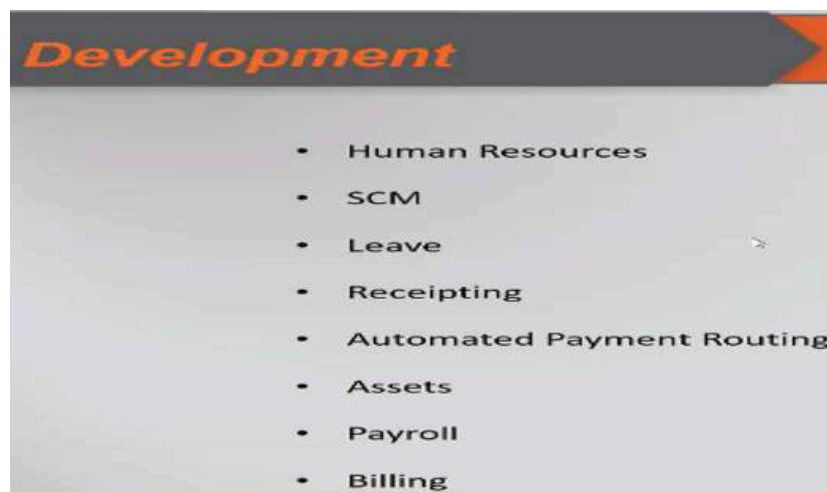 Development
• Human Resources
• SCM
• Leave
• Receipting
• Automated Payment Routing
• Assets
• Payroll
• Billing